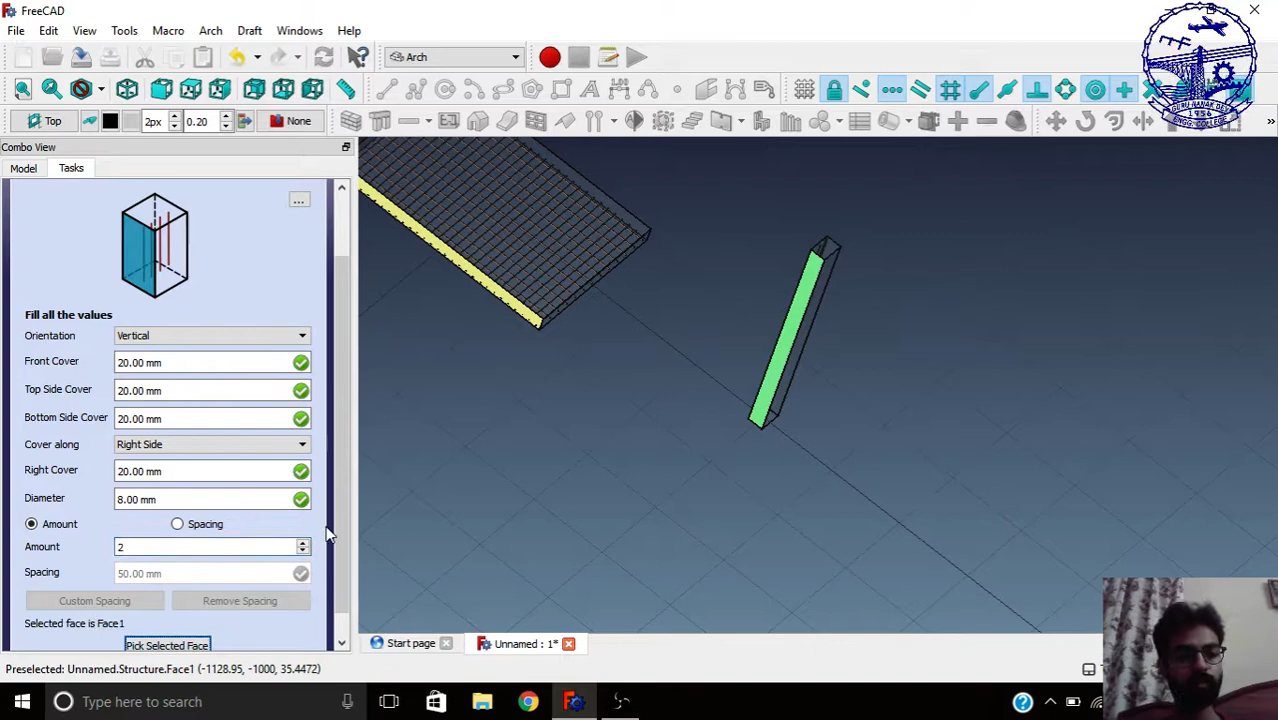 FreeCAD
File Edit View Tools Macro Arch Draft Windows Help
Arch
Top 2px 0.20 None
»
Combo View
Model Tasks
...
Fill all the values
Orientation Vertical
Front Cover 20.00 mm
Top Side Cover 20.00 mm
Bottom Side Cover 20.00 mm
Cover along Right Side
Right Cover 20.00 mm
Diameter 8.00 mm
Amount Spacing
Amount 2
Spacing 50.00 mm
Custom Spacing Remove Spacing
Selected face is Face1
Pick Selected Face
Start page Unnamed : 1*
Preselected: Unnamed.Structure.Face1 (-1128.95, -1000, 35.4472)
Type here to search
1956
ENGG. COLLEGE